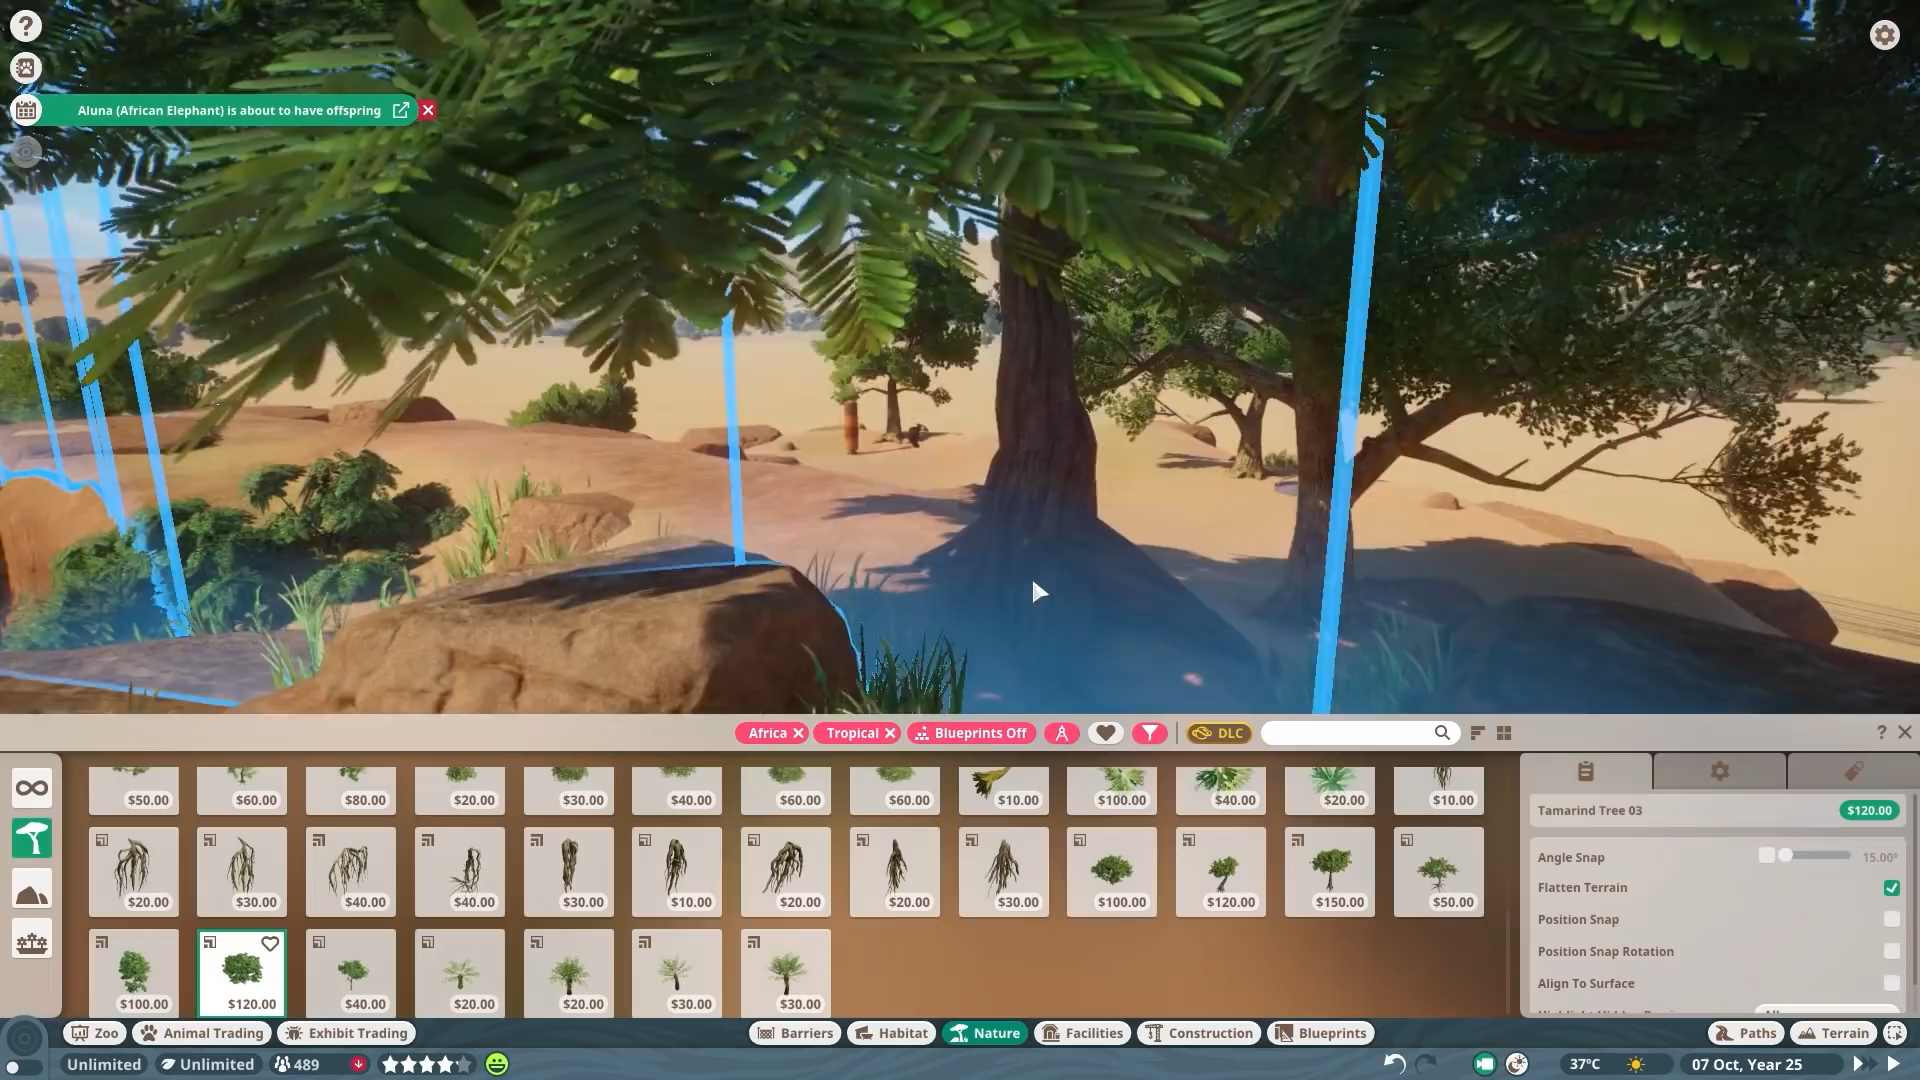 ?
Aluna (African Elephant) is about to have offspring
Africa Tropical Blueprints Off DLC
?
$50.00 $60.00 $80.00 $20.00 $30.00 $40.00 $60.00 $60.00 $10.00 $100.00 $40.00 $20.00 $10.00
$20.00 $30.00 $40.00 $40.00 $30.00 $10.00 $20.00 $20.00 $30.00 $100.00 $120.00 $150.00 $50.00
$100.00 $120.00 $40.00 $20.00 $20.00 $30.00 $30.00
Tamarind Tree 03 $120.00
Angle Snap 15.00°
Flatten Terrain
Position Snap
Position Snap Rotation
Align To Surface
Zoo Animal Trading Exhibit Trading Barriers Habitat Nature Facilities Construction Blueprints Paths Terrain
Unlimited Unlimited 489 37°C 07 Oct, Year 25